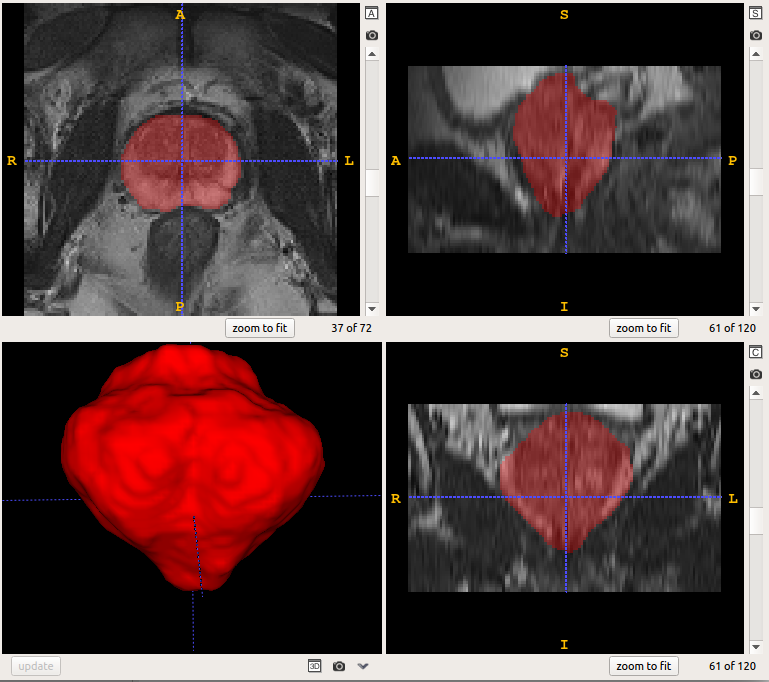 A
A
S
S
R
L
A
P
P
I
zoom to fit
37 of 72
zoom to fit
61 of 120
S
C
R
L
I
update
3D
zoom to fit
61 of 120